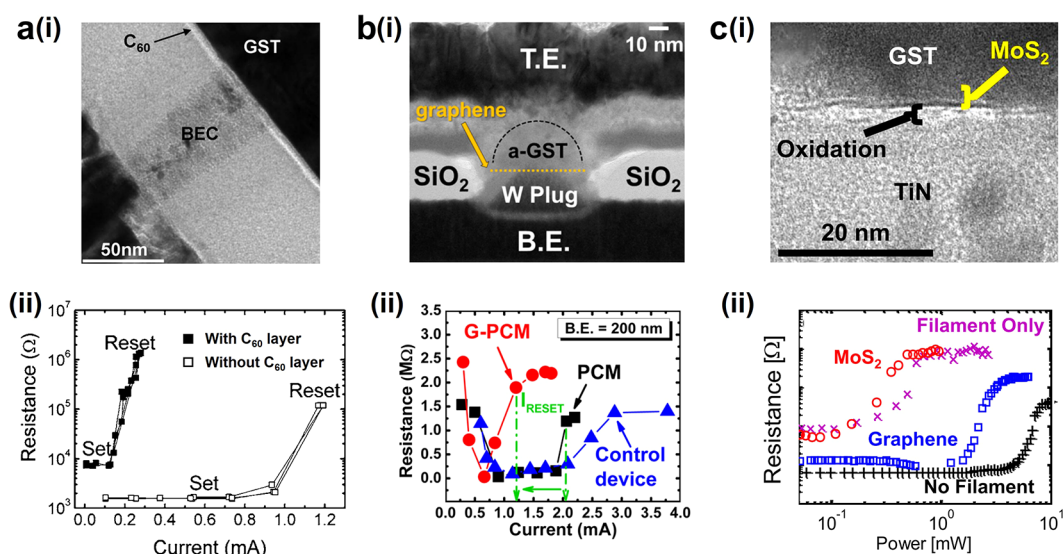 a(i)
C60
GST
BEC
50nm
b(i)
10 nm
T.E.
graphene
a-GST
SiO2
SiO2
W Plug
B.E.
c(i)
GST
MoS2
Oxidation
TiN
20 nm
(ii)
Resistance (Ω)
10^7
10^6
10^5
10^4
10^3
Reset
With C60 layer
Without C60 layer
Reset
Set
Set
0.0 0.2 0.4 0.6 0.8 1.0 1.2
Current (mA)
(ii)
Resistance (MΩ)
3.5
3.0
2.5
2.0
1.5
1.0
0.5
0.0
G-PCM
B.E. = 200 nm
PCM
IRESET
Control
device
0.0 0.5 1.0 1.5 2.0 2.5 3.0 3.5 4.0
Current (mA)
(ii)
Resistance [Ω]
Filament Only
MoS2
Graphene
No Filament
10^-1 10^0 10^1
Power [mW]